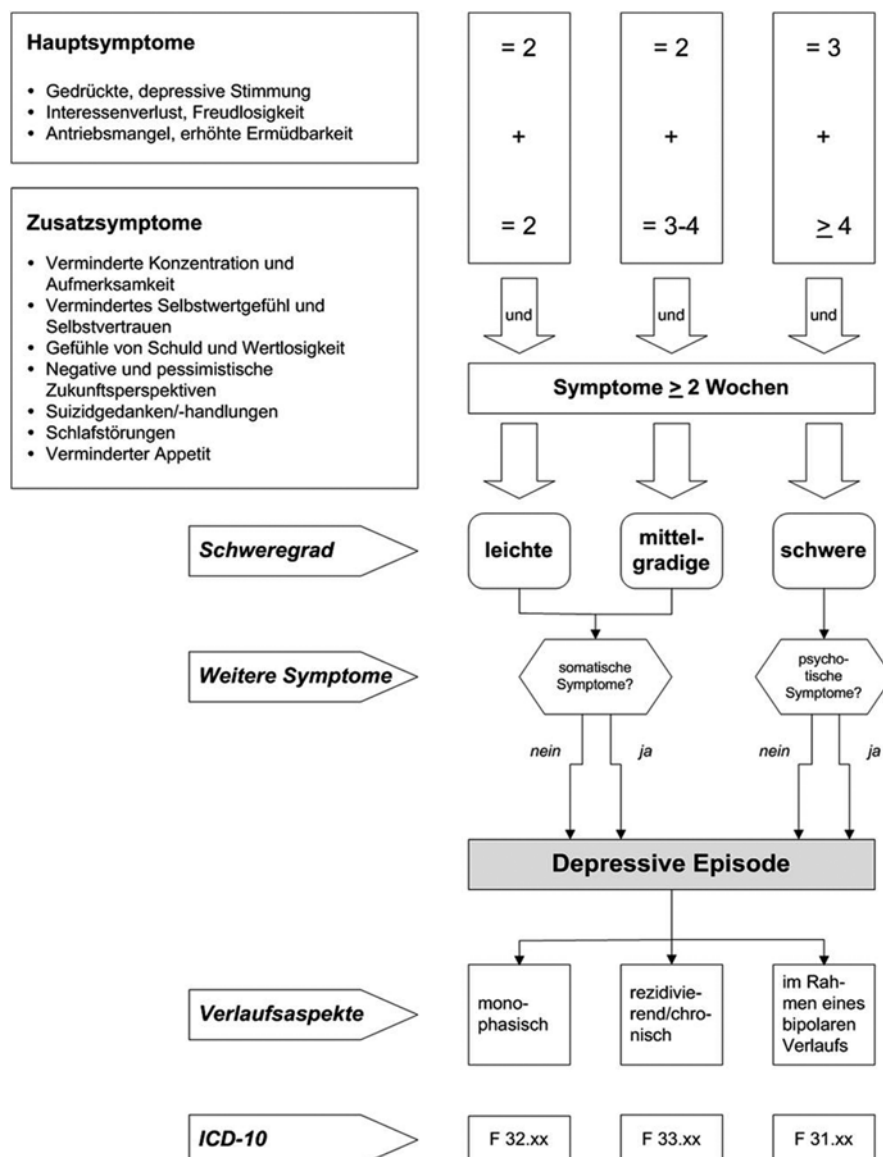 Hauptsymptome
• Gedrückte, depressive Stimmung
• Interessenverlust, Freudlosigkeit
• Antriebsmangel, erhöhte Ermüdbarkeit
= 2
= 2
= 3
+
+
+
= 2
= 3-4
≥ 4
Zusatzsymptome
• Verminderte Konzentration und
Aufmerksamkeit
• Vermindertes Selbstwertgefühl und
Selbstvertrauen
• Gefühle von Schuld und Wertlosigkeit
• Negative und pessimistische
Zukunftsperspektiven
• Suizidgedanken/-handlungen
• Schlafstörungen
• Verminderter Appetit
und
und
und
Symptome ≥ 2 Wochen
Schweregrad
leichte
mittel-
gradige
schwere
Weitere Symptome
somatische
Symptome?
psycho-
tische
Symptome?
nein
ja
nein
ja
Depressive Episode
Verlaufsaspekte
mono-
phasisch
rezidivie-
rend/chro-
nisch
im Rah-
men eines
bipolaren
Verlaufs
ICD-10
F 32.xx
F 33.xx
F 31.xx